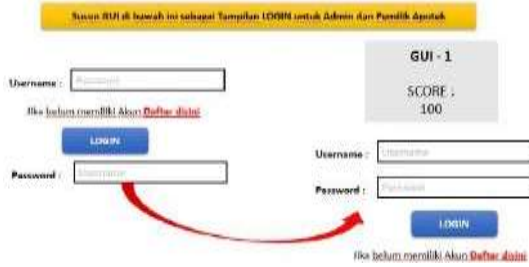 Susun GUI di bawah ini sebagai Tampilan LOGIN untuk Admin dan Pemilik Apotek
GUI - 1
SCORE :
100
Username :
Password
Jika belum memiliki Akun Daftar disini
LOGIN
Password :
Username
Username :
Username
Password :
Password
LOGIN
Jika belum memiliki Akun Daftar disini